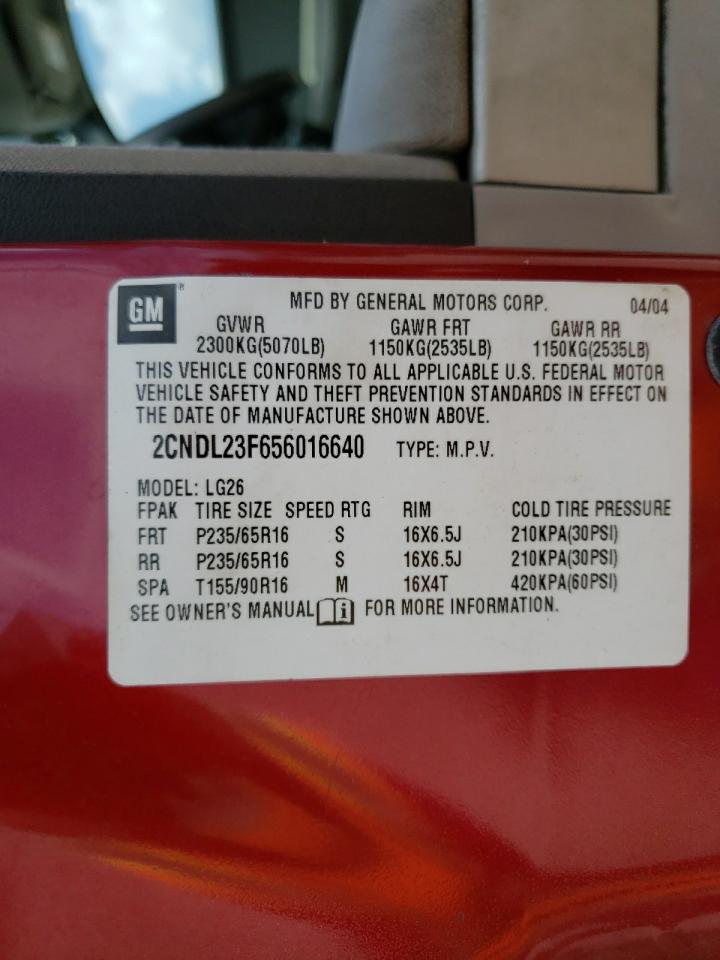 GM ®
MFD BY GENERAL MOTORS CORP. 04/04
GVWR GAWR FRT GAWR RR
2300KG(5070LB) 1150KG(2535LB) 1150KG(2535LB)
THIS VEHICLE CONFORMS TO ALL APPLICABLE U.S. FEDERAL MOTOR
VEHICLE SAFETY AND THEFT PREVENTION STANDARDS IN EFFECT ON
THE DATE OF MANUFACTURE SHOWN ABOVE.
2CNDL23F656016640 TYPE: M.P.V.
MODEL: LG26
FPAK TIRE SIZE SPEED RTG RIM COLD TIRE PRESSURE
FRT P235/65R16 S 16X6.5J 210KPA(30PSI)
RR P235/65R16 S 16X6.5J 210KPA(30PSI)
SPA T155/90R16 M 16X4T 420KPA(60PSI)
SEE OWNER'S MANUAL i FOR MORE INFORMATION.